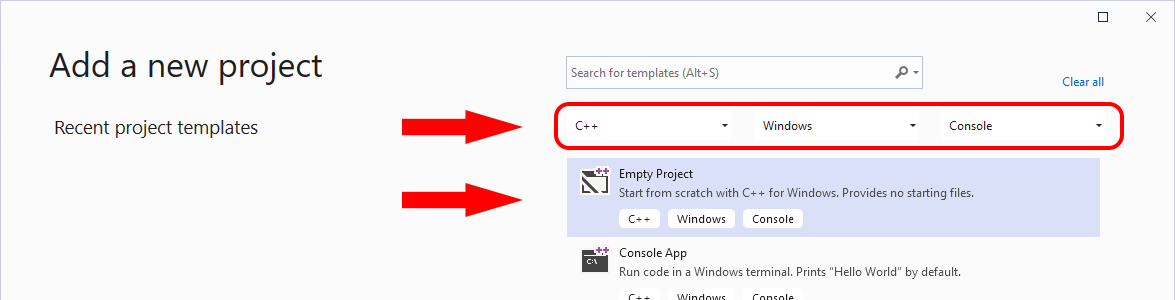 Add a new project
Search for templates (Alt+S)
Clear all
Recent project templates
C++ Windows Console
Empty Project
Start from scratch with C++ for Windows. Provides no starting files.
C++ Windows Console
C:\
Console App
Run code in a Windows terminal. Prints “Hello World” by default.
C++ Windows Console